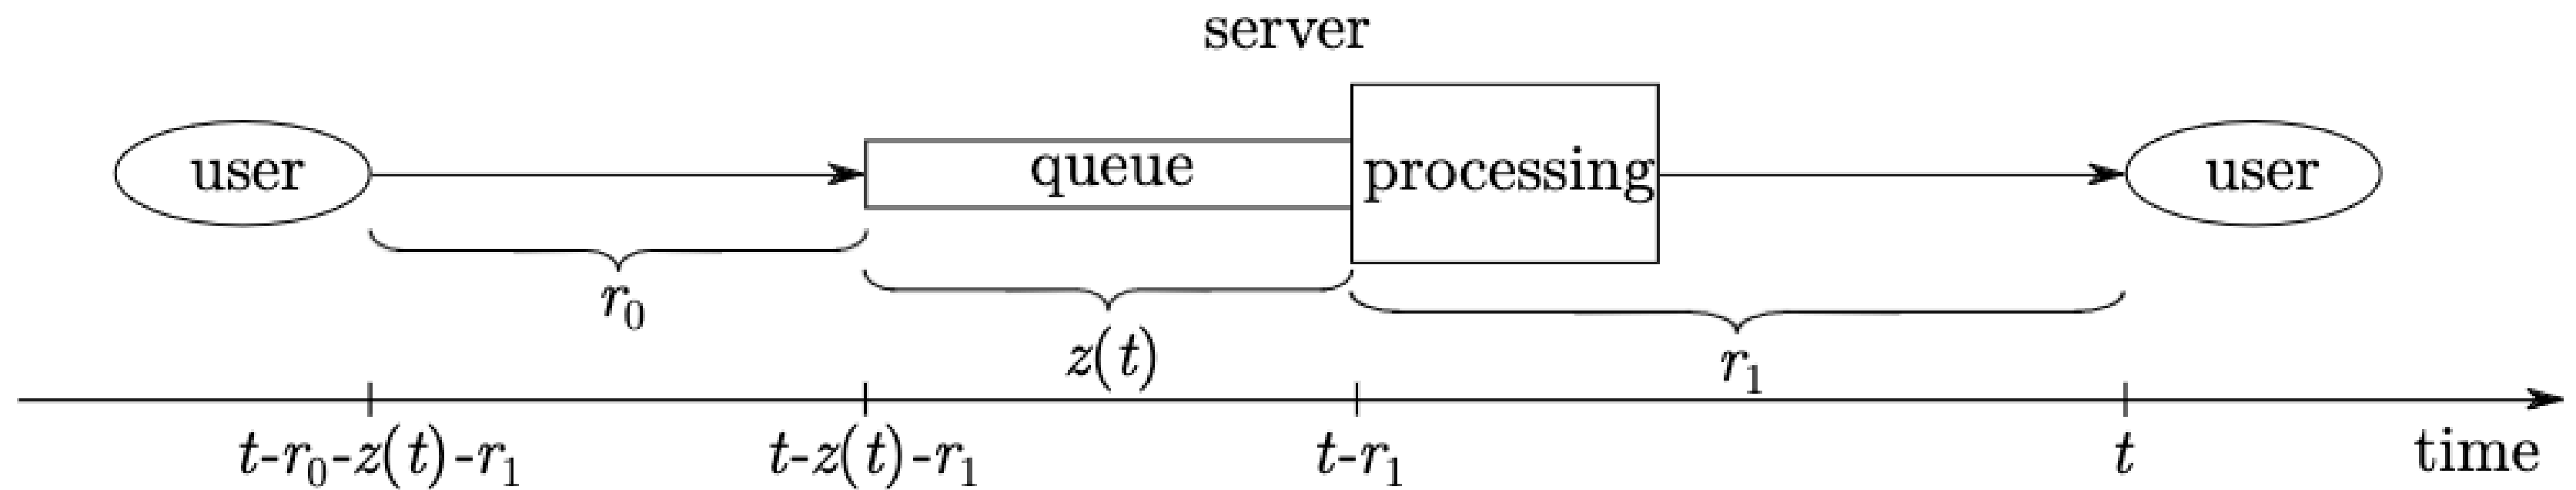 server
user
queue
processing
user
r₀
z(t)
r₁
t-r₀-z(t)-r₁
t-z(t)-r₁
t-r₁
t
time